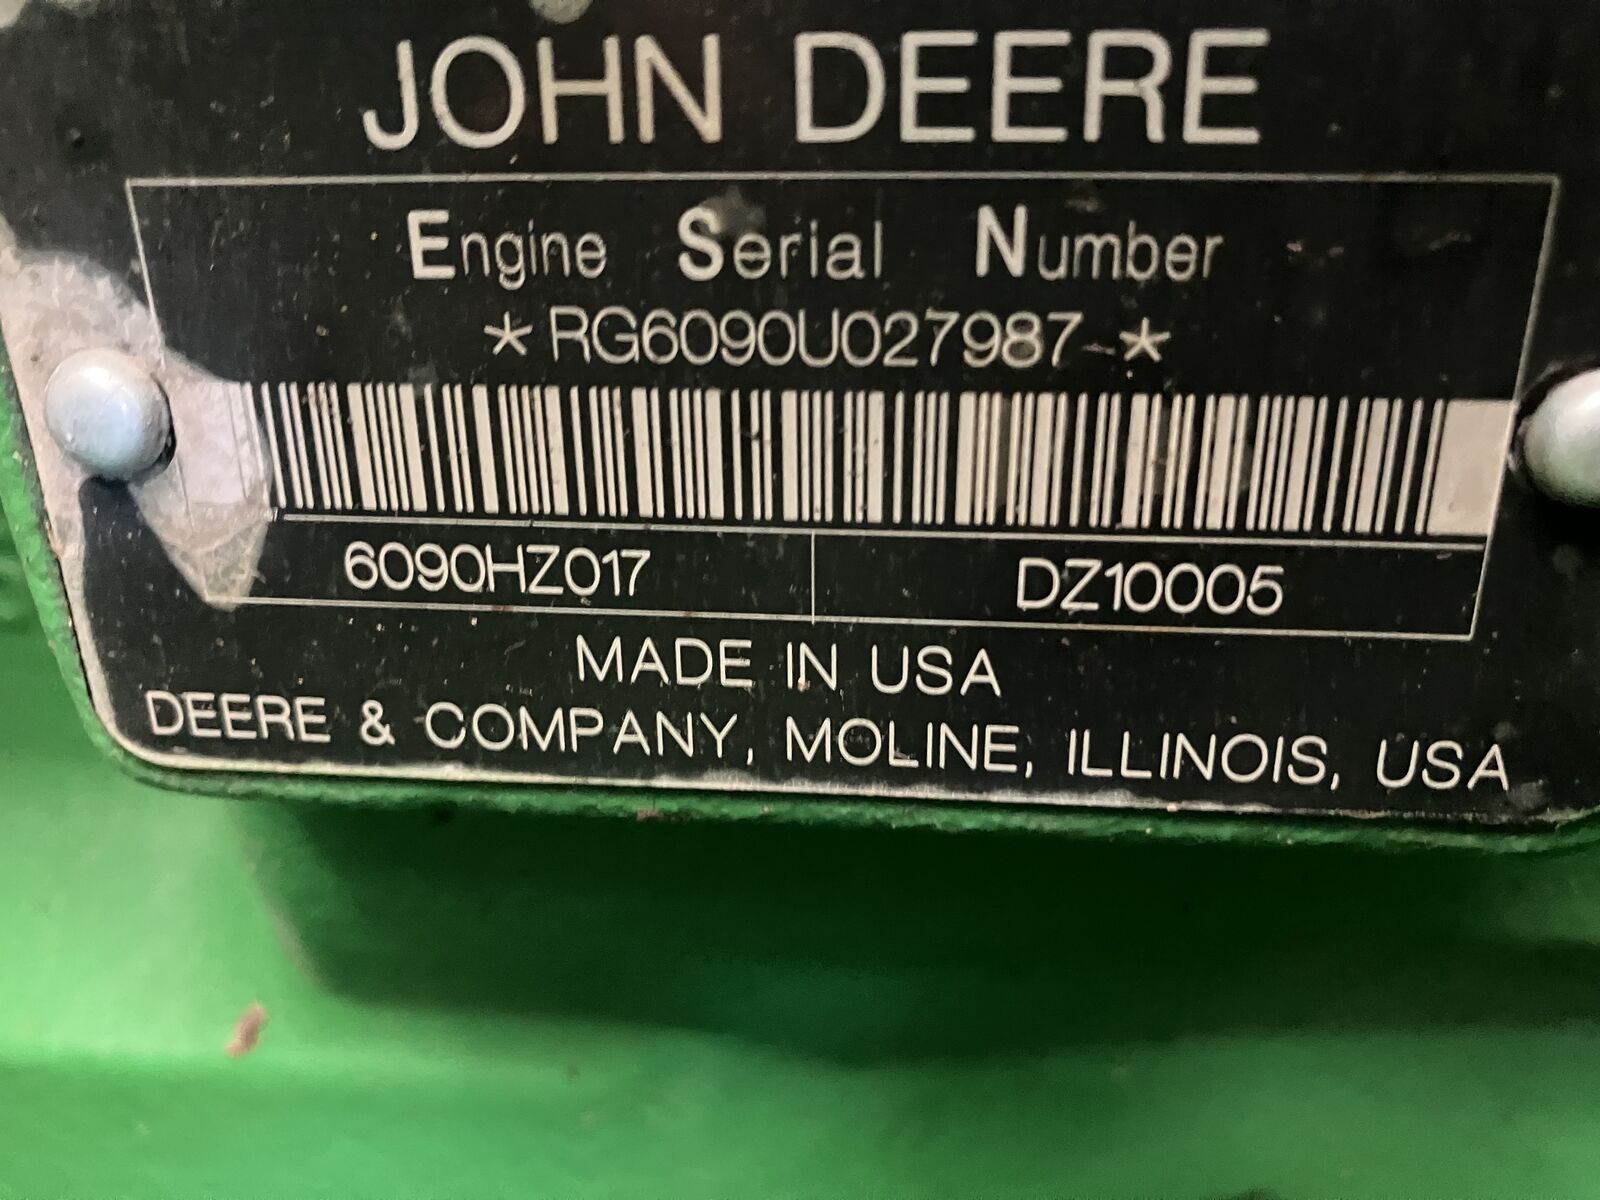 JOHN DEERE
Engine Serial Number
*RG6090U027987*
6090HZ017 DZ10005
MADE IN USA
DEERE & COMPANY, MOLINE, ILLINOIS, USA